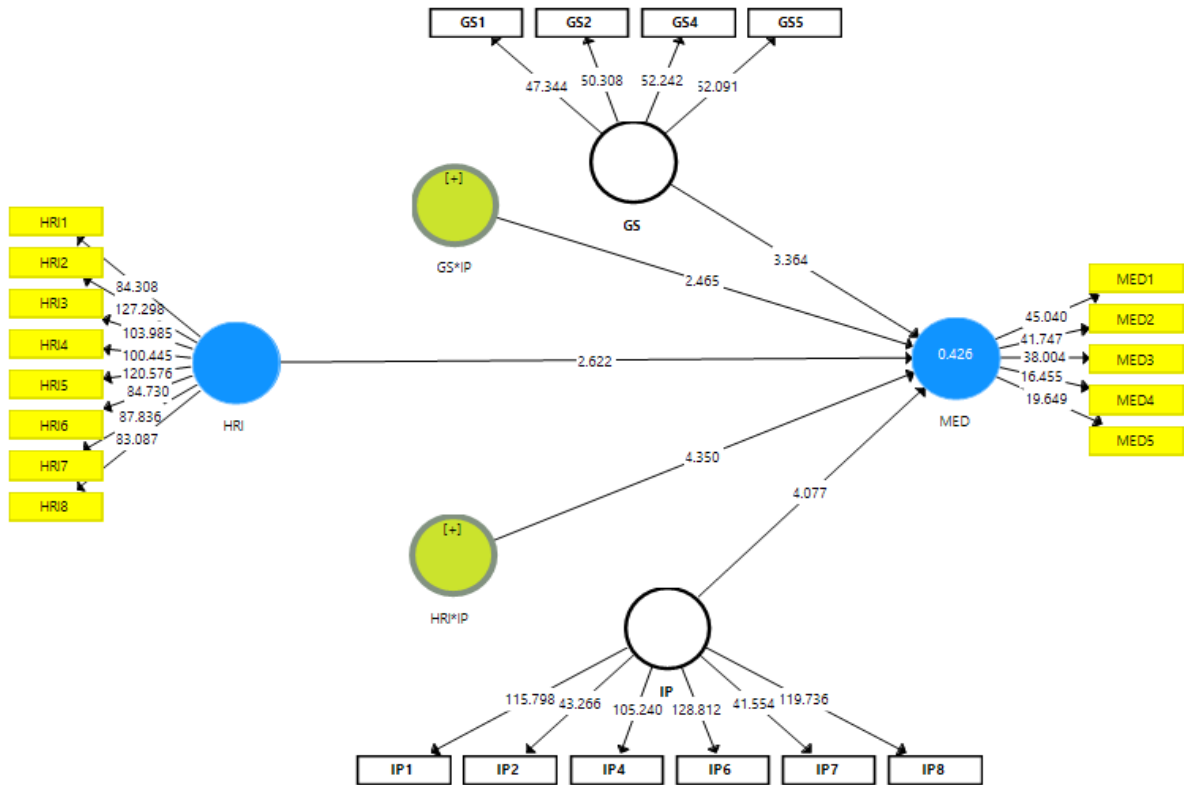 GS1 GS2 GS4 GS5
47.344 50.308 52.242 52.091
[+]
GS
GS*IP
HRI1
HRI2
HRI3
HRI4
HRI5
HRI6
HRI7
HRI8
84.308
127.298
103.985
100.445
120.576
84.730
87.836
83.087
HRI
3.364
2.465
2.622
4.350
4.077
0.426
MED
45.040
41.747
38.004
16.455
19.649
MED1
MED2
MED3
MED4
MED5
[+]
HRI*IP
IP
115.798 43.266 105.240 128.812 41.554 119.736
IP1 IP2 IP4 IP6 IP7 IP8